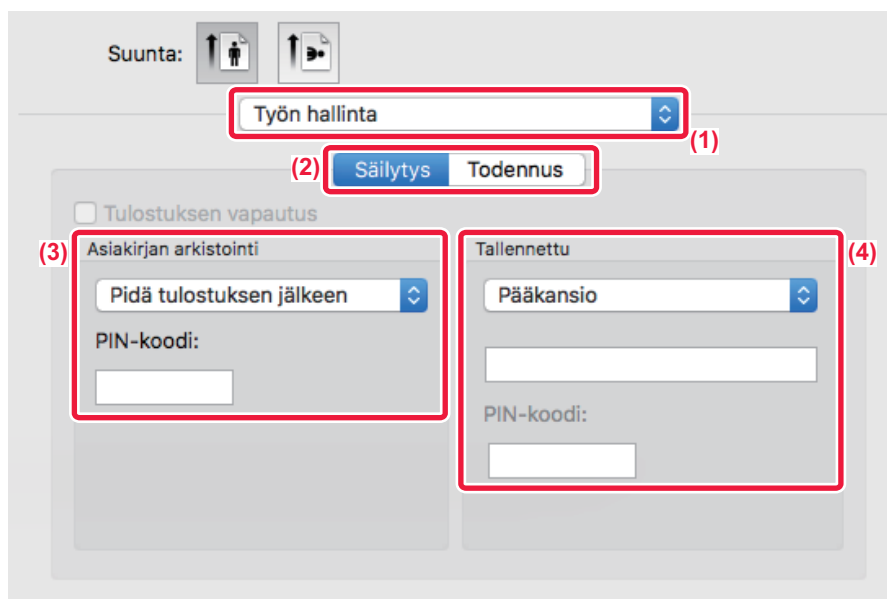 Suunta:
Työn hallinta
(1)
(2)
Säilytys Todennus
Tulostuksen vapautus
(3)
Asiakirjan arkistointi
Pidä tulostuksen jälkeen
PIN-koodi:
Tallennettu
(4)
Pääkansio
PIN-koodi: